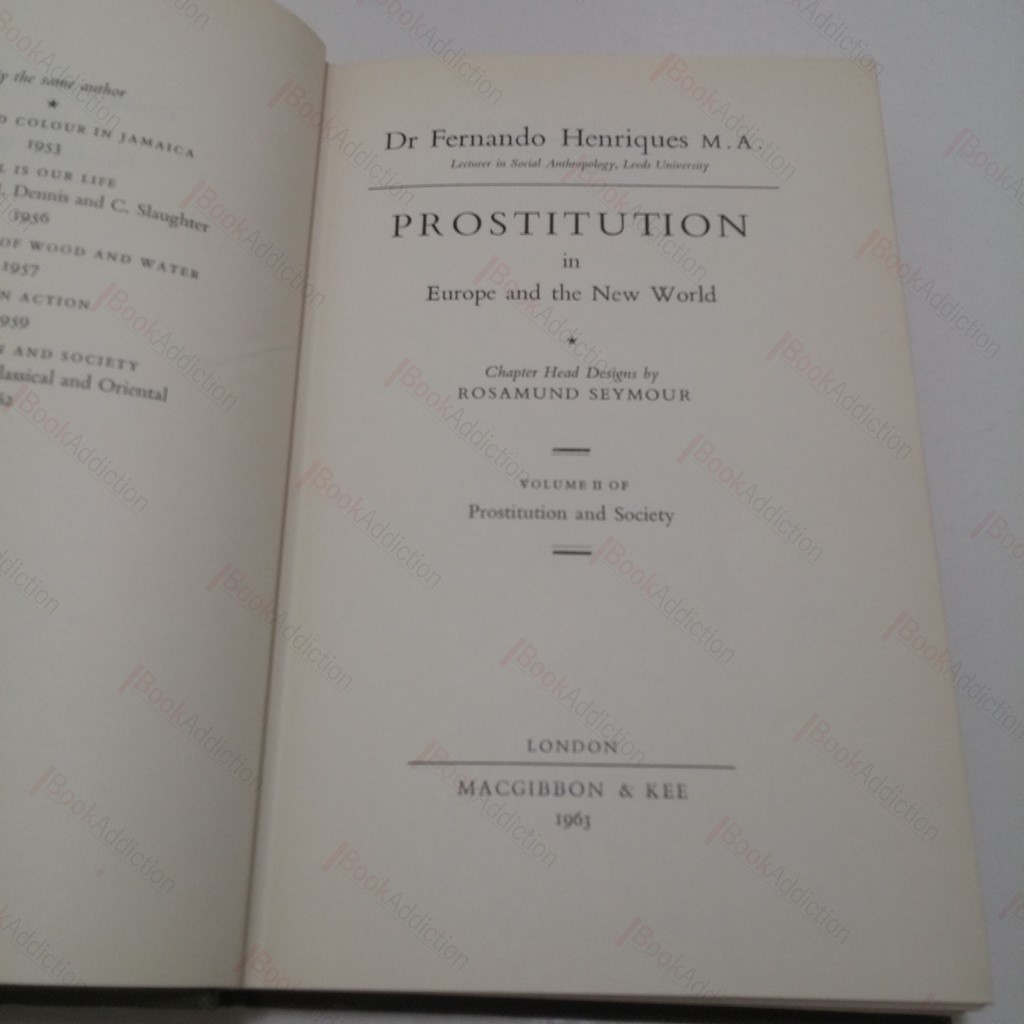 y the same author
★
D COLOUR IN JAMAICA
1953
L IS OUR LIFE
Dennis and C. Slaughter
1956
OF WOOD AND WATER
1957
N ACTION
959
AND SOCIETY
lassical and Oriental
Dr Fernando Henriques M.A.
Lecturer in Social Anthropology, Leeds University
PROSTITUTION
in
Europe and the New World
★
Chapter Head Designs by
ROSAMUND SEYMOUR
VOLUME II OF
Prostitution and Society
LONDON
MACGIBBON & KEE
1963
BookAddiction